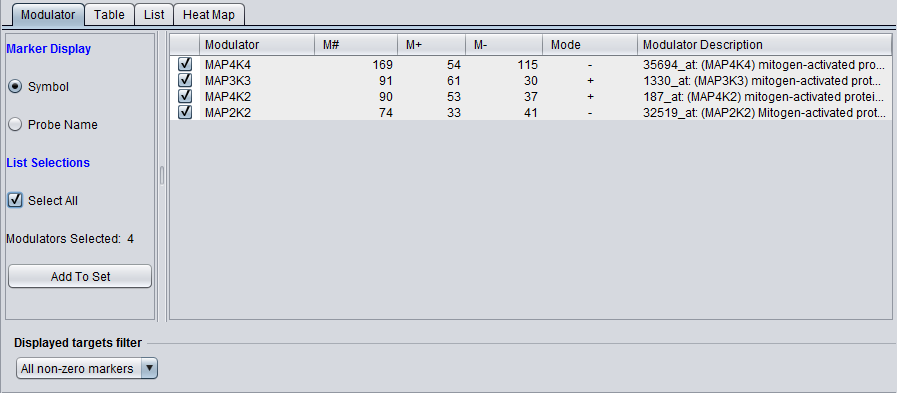 Modulator Table List Heat Map
Marker Display
Symbol
Probe Name
List Selections
Select All
Modulators Selected: 4
Add To Set
Modulator M# M+ M- Mode Modulator Description
MAP4K4 169 54 115 - 35694_at: (MAP4K4) mitogen-activated pro...
MAP3K3 91 61 30 + 1330_at: (MAP3K3) mitogen-activated pro...
MAP4K2 90 53 37 + 187_at: (MAP4K2) mitogen-activated protei...
MAP2K2 74 33 41 - 32519_at: (MAP2K2) Mitogen-activated prot...
Displayed targets filter
All non-zero markers